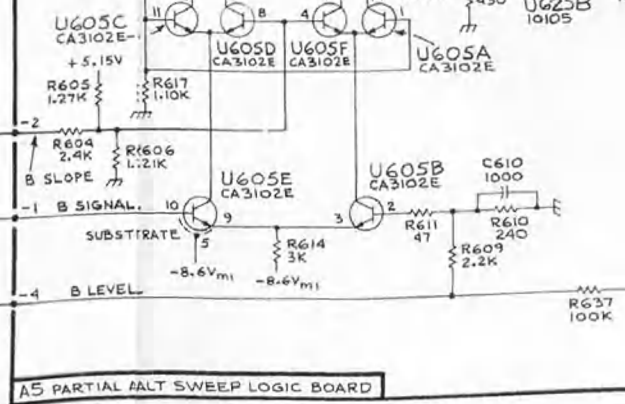 11
8
4
1
450
U625B
10105
U605C
CA3102E
U605D
CA3102E
U605F
CA3102E
U605A
CA3102E
+5.15V
R605
1.27K
R617
1.10K
-2
R604
2.4K
R606
1.21K
B SLOPE
U605E
CA3102E
U605B
CA3102E
C610
1000
-1
B SIGNAL.
10
9
3
2
R611
47
R610
240
SUBSTRATE
5
R614
3K
R609
2.2K
-8.6Vm1
-8.6Vm1
-4
B LEVEL.
R637
100K
A5 PARTIAL ALT SWEEP LOGIC BOARD